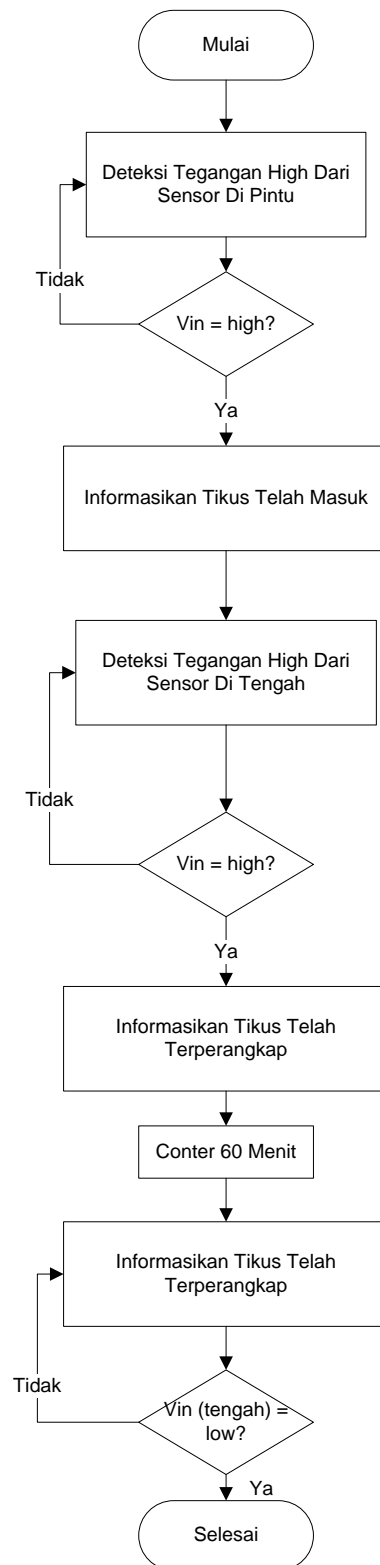 Mulai
Deteksi Tegangan High Dari
Sensor Di Pintu
Tidak
Vin = high?
Ya
Informasikan Tikus Telah Masuk
Deteksi Tegangan High Dari
Sensor Di Tengah
Tidak
Vin = high?
Ya
Informasikan Tikus Telah
Terperangkap
Conter 60 Menit
Informasikan Tikus Telah
Terperangkap
Tidak
Vin (tengah) =
low?
Ya
Selesai